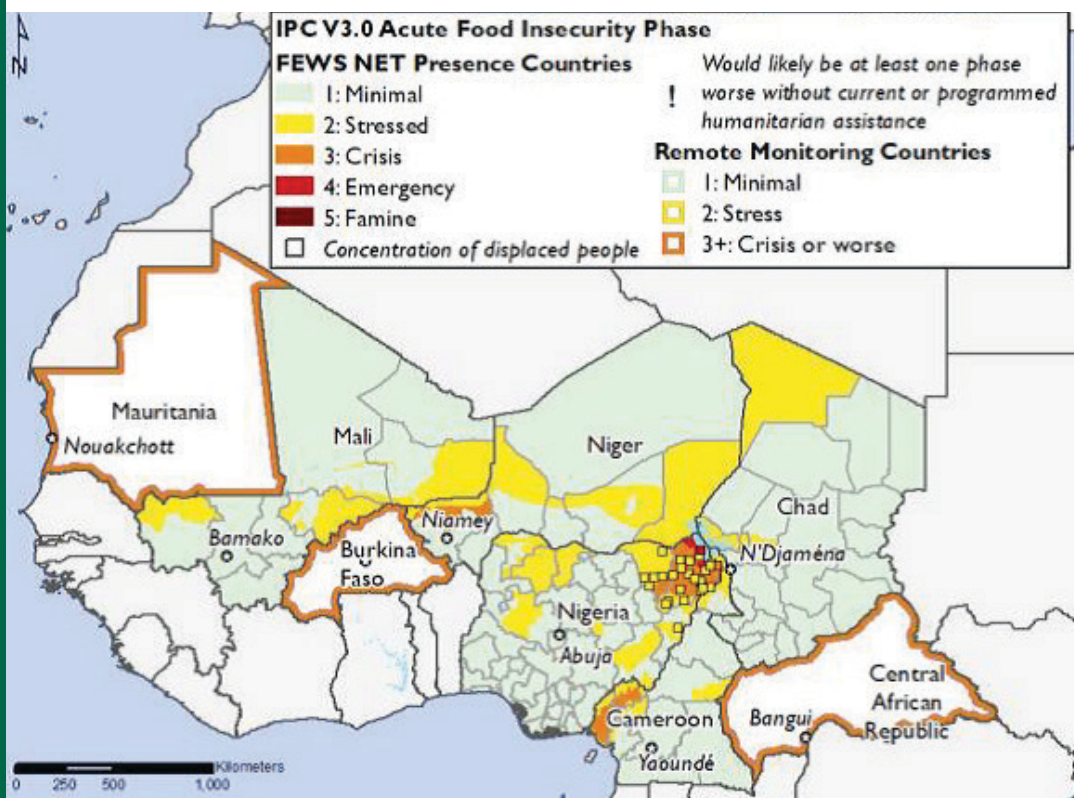 N
IPC V3.0 Acute Food Insecurity Phase
FEWS NET Presence Countries
1: Minimal
2: Stressed
3: Crisis
4: Emergency
5: Famine
Concentration of displaced people
! Would likely be at least one phase
worse without current or programmed
humanitarian assistance
Remote Monitoring Countries
1: Minimal
2: Stress
3+: Crisis or worse
Mauritania
Nouakchott
Mali
Niger
Chad
Bamako
Niamey
N'Djaména
Burkina
Faso
Nigeria
Abuja
Cameroon
Yaoundé
Central
African
Republic
Bangui
Kilometers
0 250 500 1,000